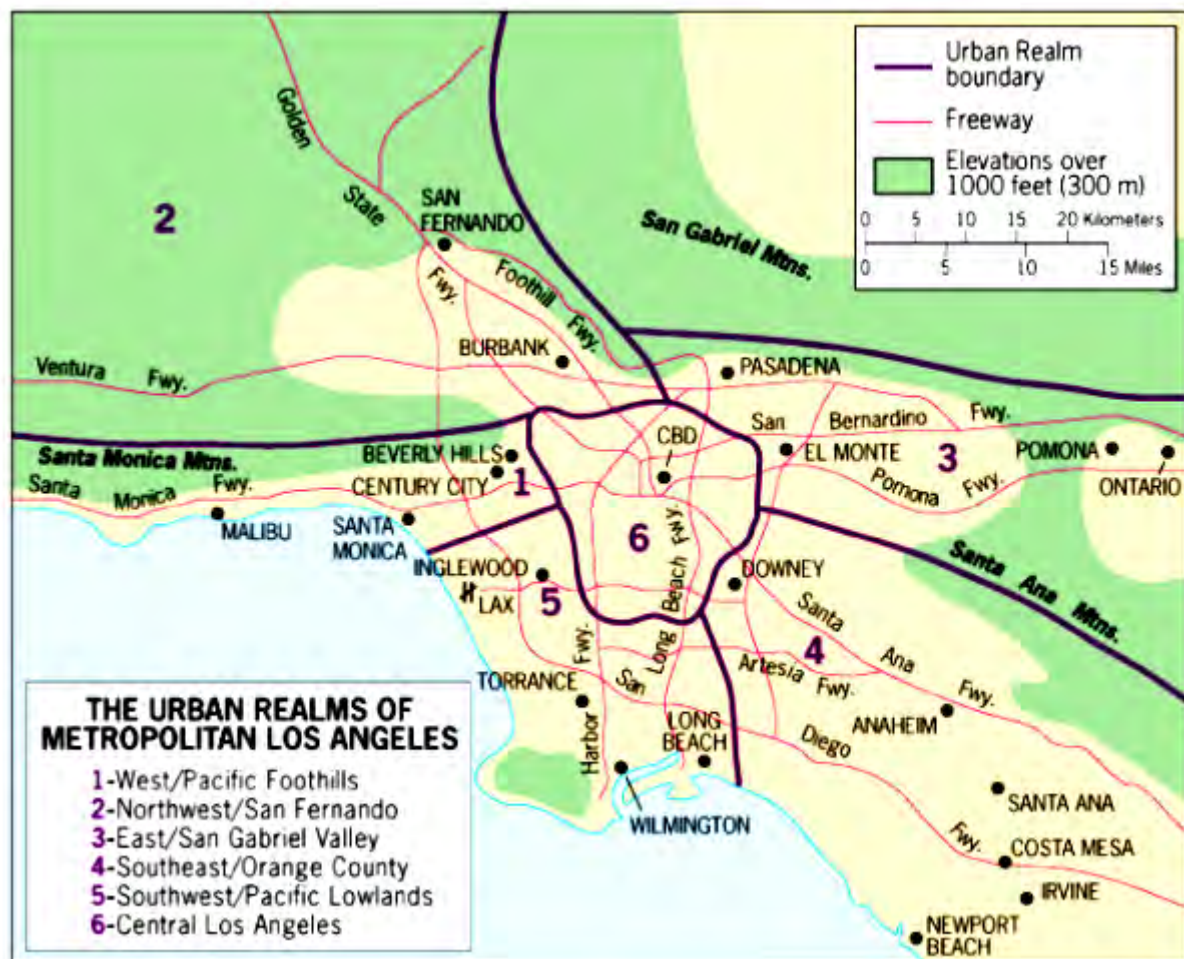 Urban Realm
boundary
Freeway
Elevations over
1000 feet (300 m)
0 5 10 15 20 Kilometers
0 5 10 15 Miles
Golden
State
Fwy.
2
SAN
FERNANDO
San Gabriel Mtns.
Foothill
Fwy.
BURBANK
Ventura Fwy.
PASADENA
San Bernardino Fwy.
CBD
EL MONTE
3
POMONA
ONTARIO
Pomona Fwy.
Santa Monica Mtns.
BEVERLY HILLS
CENTURY CITY
1
Santa Monica Fwy.
MALIBU
SANTA
MONICA
6
INGLEWOOD
LAX
5
Long Beach Fwy.
DOWNEY
Santa Ana Mtns.
Santa Ana Fwy.
4
Artesia Fwy.
Harbor Fwy.
TORRANCE
San Diego Fwy.
LONG
BEACH
ANAHEIM
WILMINGTON
SANTA ANA
COSTA MESA
IRVINE
NEWPORT
BEACH
THE URBAN REALMS OF
METROPOLITAN LOS ANGELES
1-West/Pacific Foothills
2-Northwest/San Fernando
3-East/San Gabriel Valley
4-Southeast/Orange County
5-Southwest/Pacific Lowlands
6-Central Los Angeles